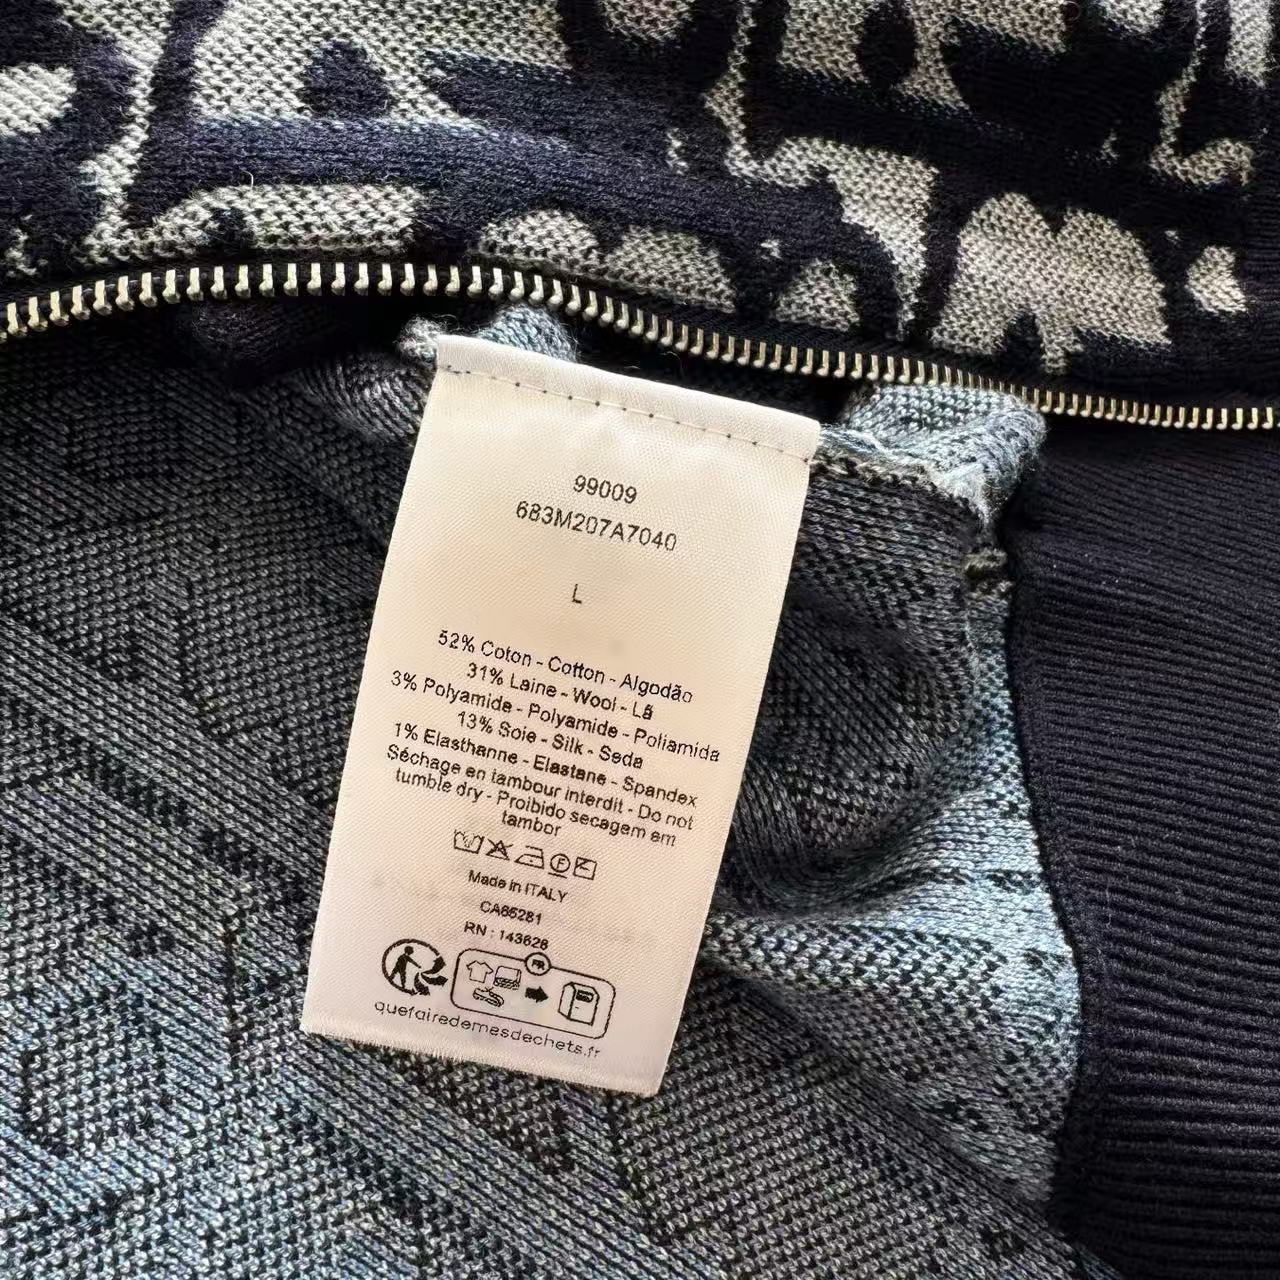 99009
683M207A7040
L
52% Coton - Cotton - Algodão
31% Laine - Wool - Lã
3% Polyamide - Polyamide - Poliamida
13% Soie - Silk - Seda
1% Elasthanne - Elastane - Spandex
Séchage en tambour interdit - Do not
tumble dry - Proibido secagem em
tambor
Made in ITALY
CA65281
RN : 143628
FR
quefairedemesdechets.fr